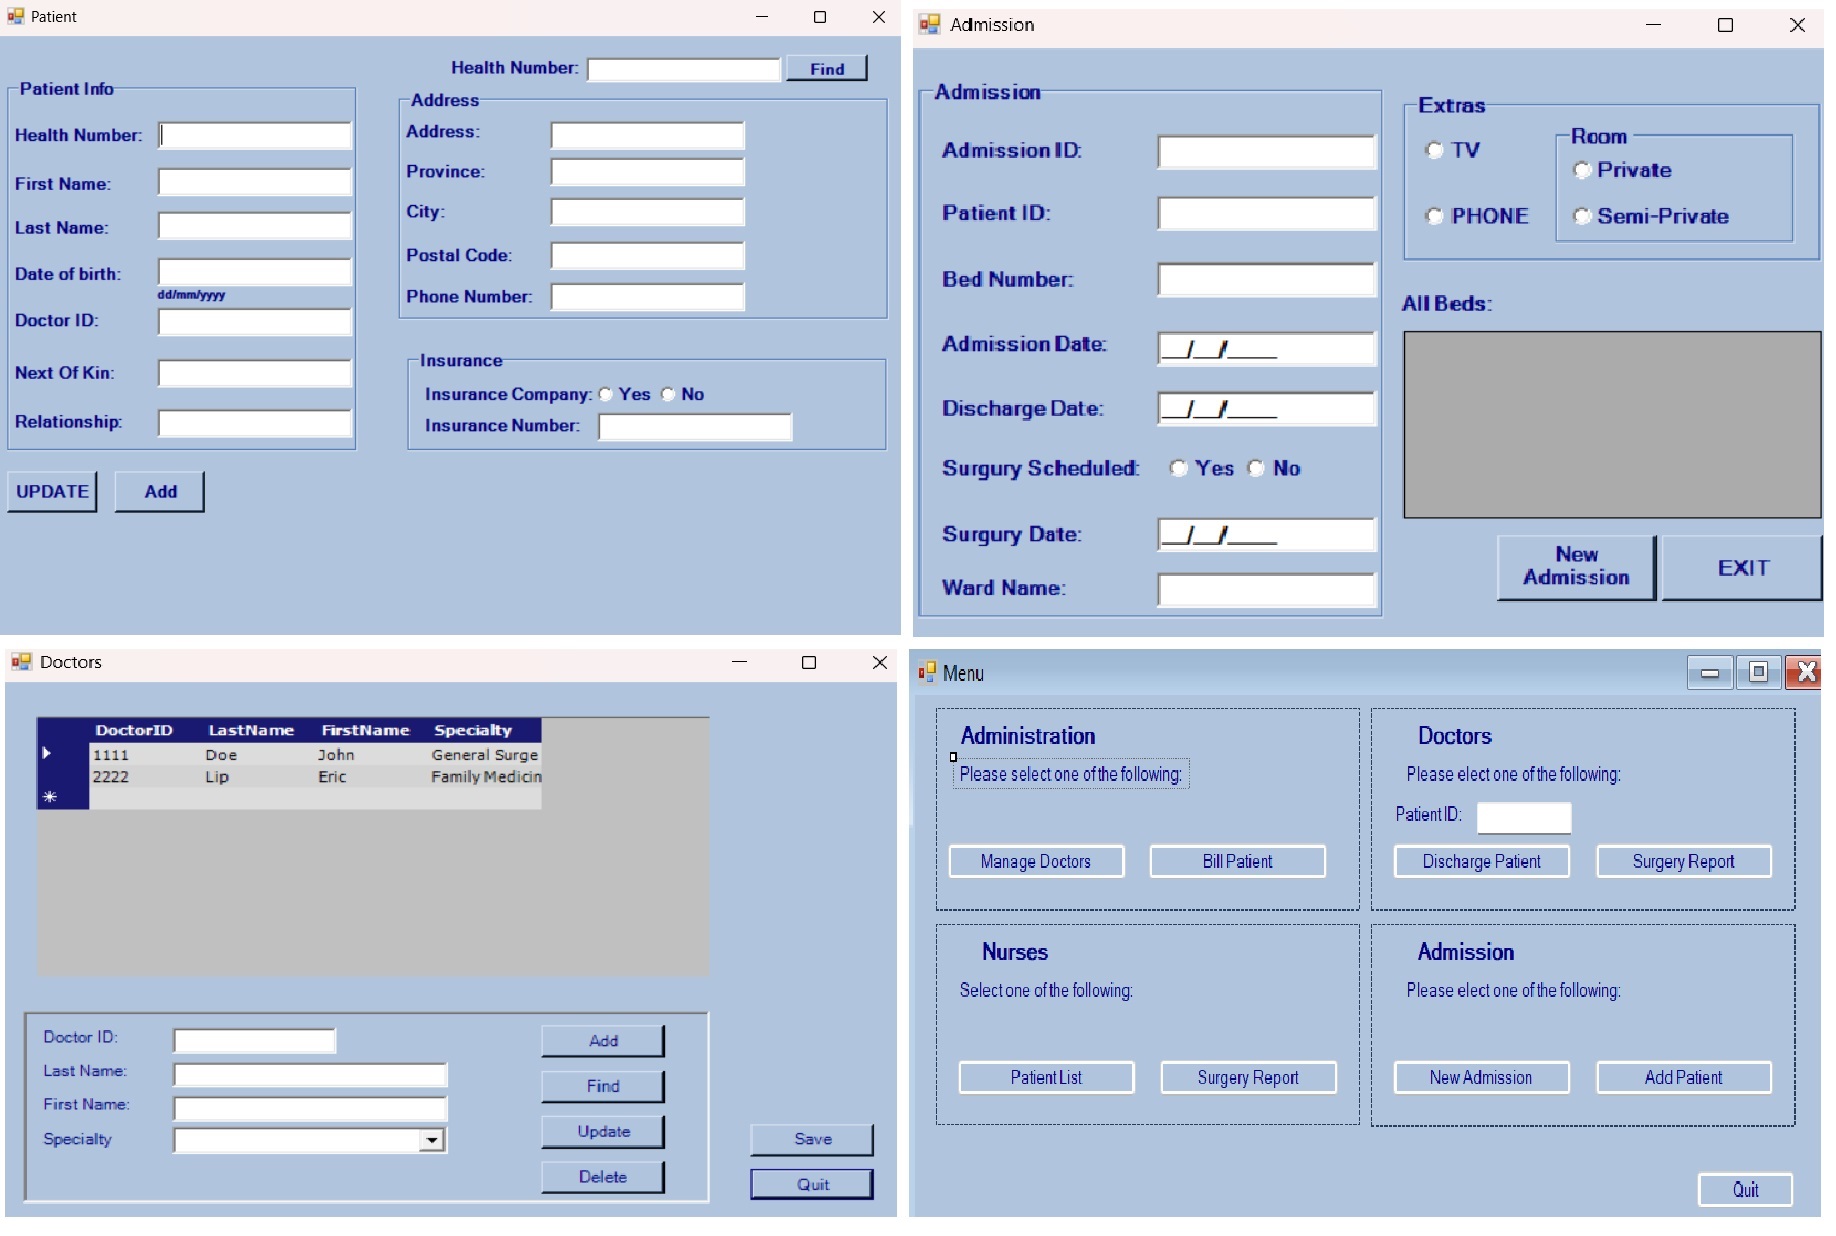 Patient
Health Number:
Find
Patient Info
Health Number:
First Name:
Last Name:
Date of birth:
dd/mm/yyyy
Doctor ID:
Next Of Kin:
Relationship:
UPDATE
Add
Address
Address:
Province:
City:
Postal Code:
Phone Number:
Insurance
Insurance Company: Yes No
Insurance Number:
Admission
Admission
Admission ID:
Patient ID:
Bed Number:
Admission Date: __/__/____
Discharge Date: __/__/____
Surgury Scheduled: Yes No
Surgury Date: __/__/____
Ward Name:
Extras
TV
PHONE
Room
Private
Semi-Private
All Beds:
New Admission
EXIT
Doctors
DoctorID LastName FirstName Specialty
1111 Doe John General Surge
2222 Lip Eric Family Medicin
Doctor ID:
Last Name:
First Name:
Specialty
Add
Find
Update
Delete
Save
Quit
Menu
Administration
Please select one of the following:
Manage Doctors
Bill Patient
Doctors
Please elect one of the following:
Patient ID:
Discharge Patient
Surgery Report
Nurses
Select one of the following:
Patient List
Surgery Report
Admission
Please elect one of the following:
New Admission
Add Patient
Quit